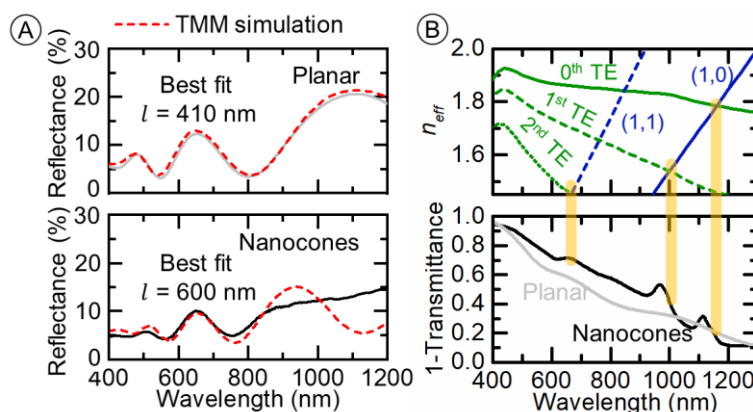 A
TMM simulation
Reflectance (%)
30
20
10
0
Planar
Best fit
l = 410 nm
Reflectance (%)
30
20
10
0
Nanocones
Best fit
l = 600 nm
400 600 800 1000 1200
Wavelength (nm)
B
n_eff
2.0
1.8
1.6
0th TE
1st TE
2nd TE
(1,1)
(1,0)
1-Transmittance
1.0
0.8
0.6
0.4
0.2
0.0
Planar
Nanocones
400 600 800 1000 1200
Wavelength (nm)